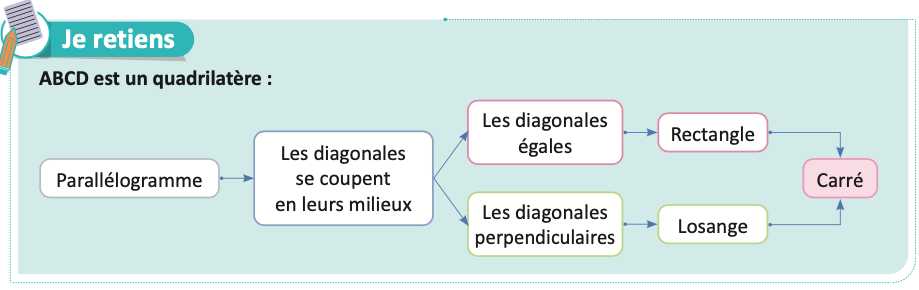 Je retiens
ABCD est un quadrilatère :
Parallélogramme
Les diagonales
se coupent
en leurs milieux
Les diagonales
égales
Rectangle
Les diagonales
perpendiculaires
Losange
Carré